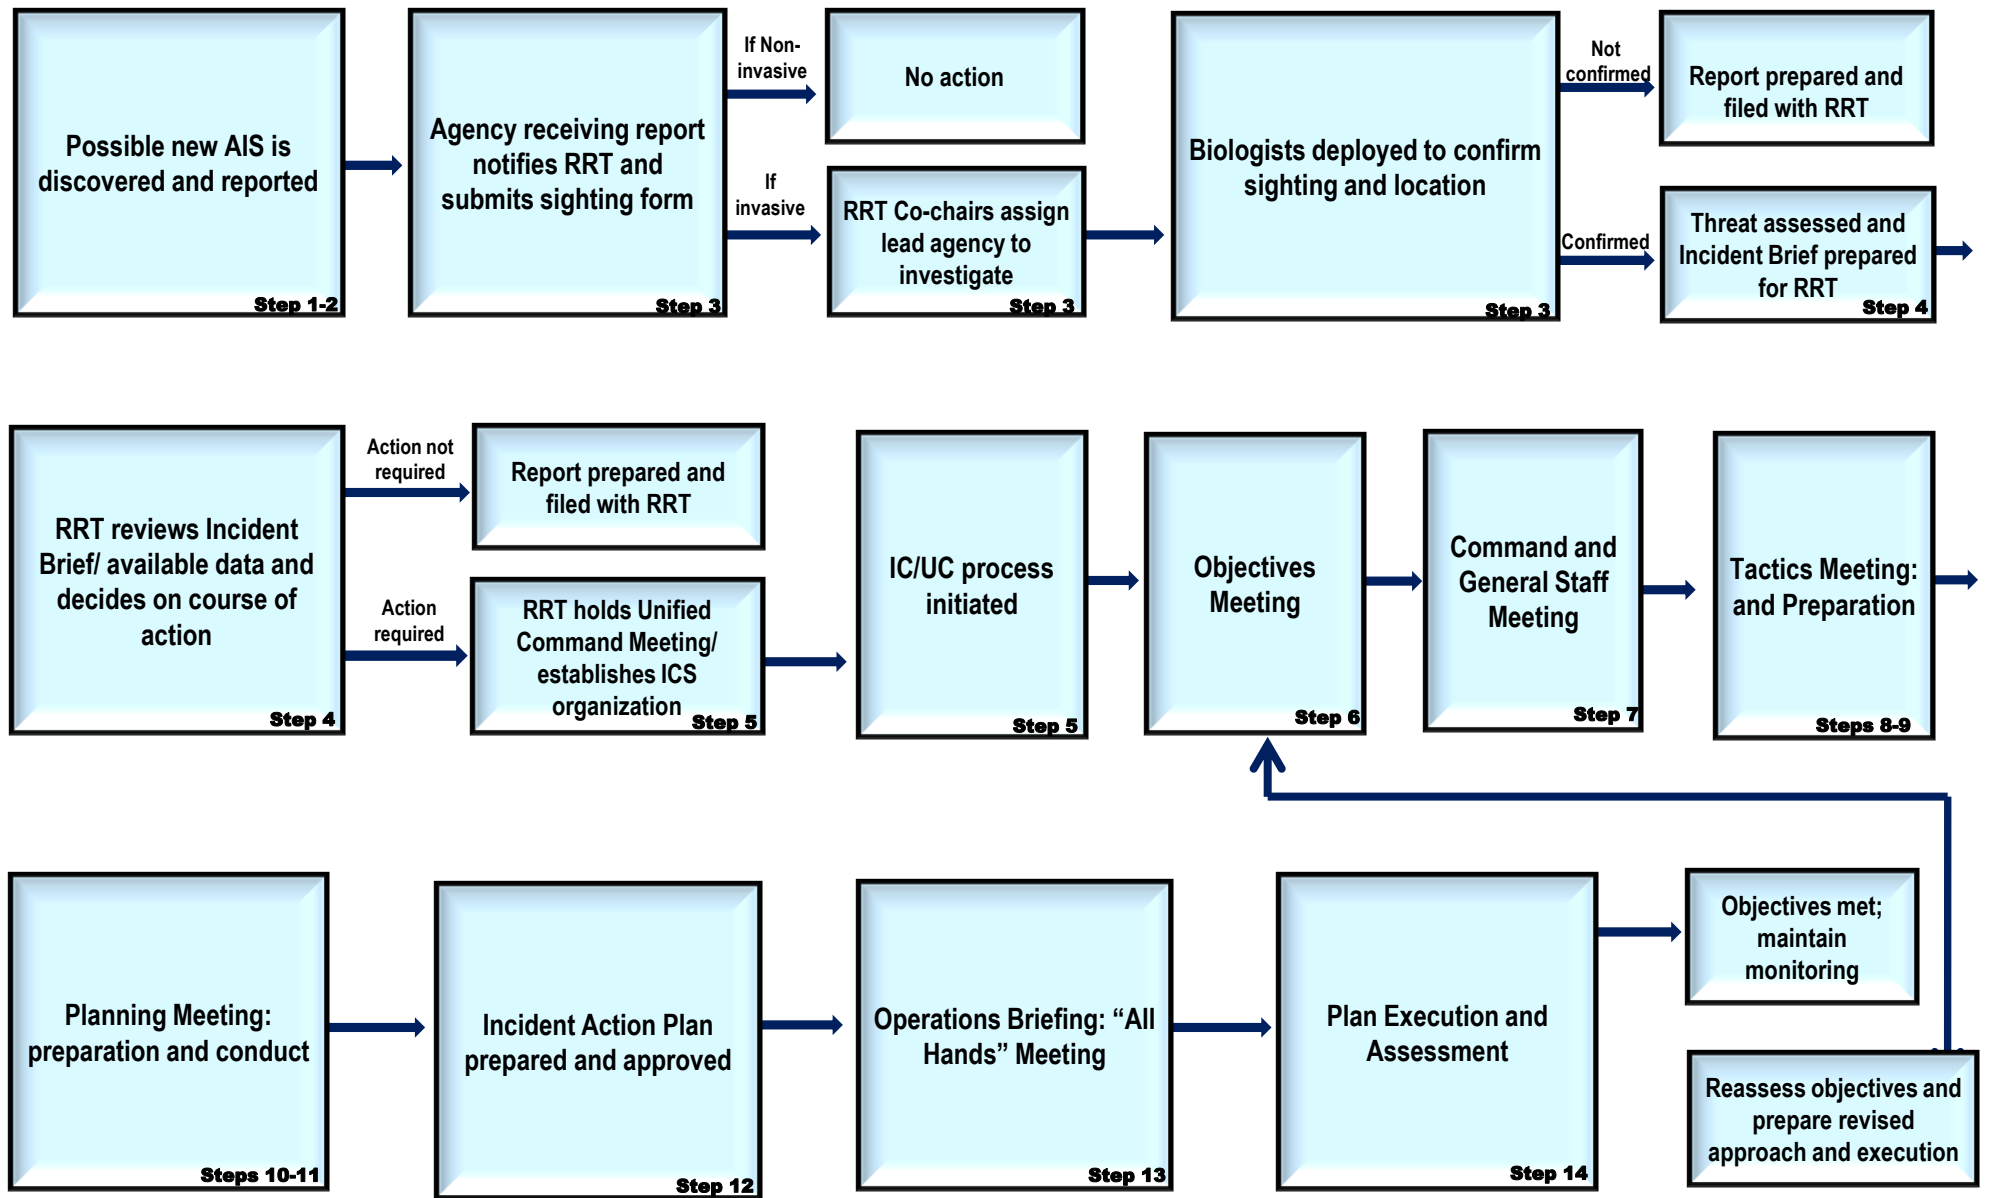 Possible new AIS is
discovered and reported
Step 1-2
Agency receiving report
notifies RRT and
submits sighting form
Step 3
If Non-
invasive
No action
If
invasive
RRT Co-chairs assign
lead agency to
investigate
Step 3
Biologists deployed to confirm
sighting and location
Step 3
Not
confirmed
Report prepared and
filed with RRT
Confirmed
Threat assessed and
Incident Brief prepared
for RRT
Step 4
RRT reviews Incident
Brief/ available data and
decides on course of
action
Step 4
Action not
required
Report prepared and
filed with RRT
Action
required
RRT holds Unified
Command Meeting/
establishes ICS
organization
Step 5
IC/UC process
initiated
Step 5
Objectives
Meeting
Step 6
Command and
General Staff
Meeting
Step 7
Tactics Meeting:
and Preparation
Steps 8-9
Planning Meeting:
preparation and conduct
Steps 10-11
Incident Action Plan
prepared and approved
Step 12
Operations Briefing: “All
Hands” Meeting
Step 13
Plan Execution and
Assessment
Step 14
Objectives met;
maintain
monitoring
Reassess objectives and
prepare revised
approach and execution